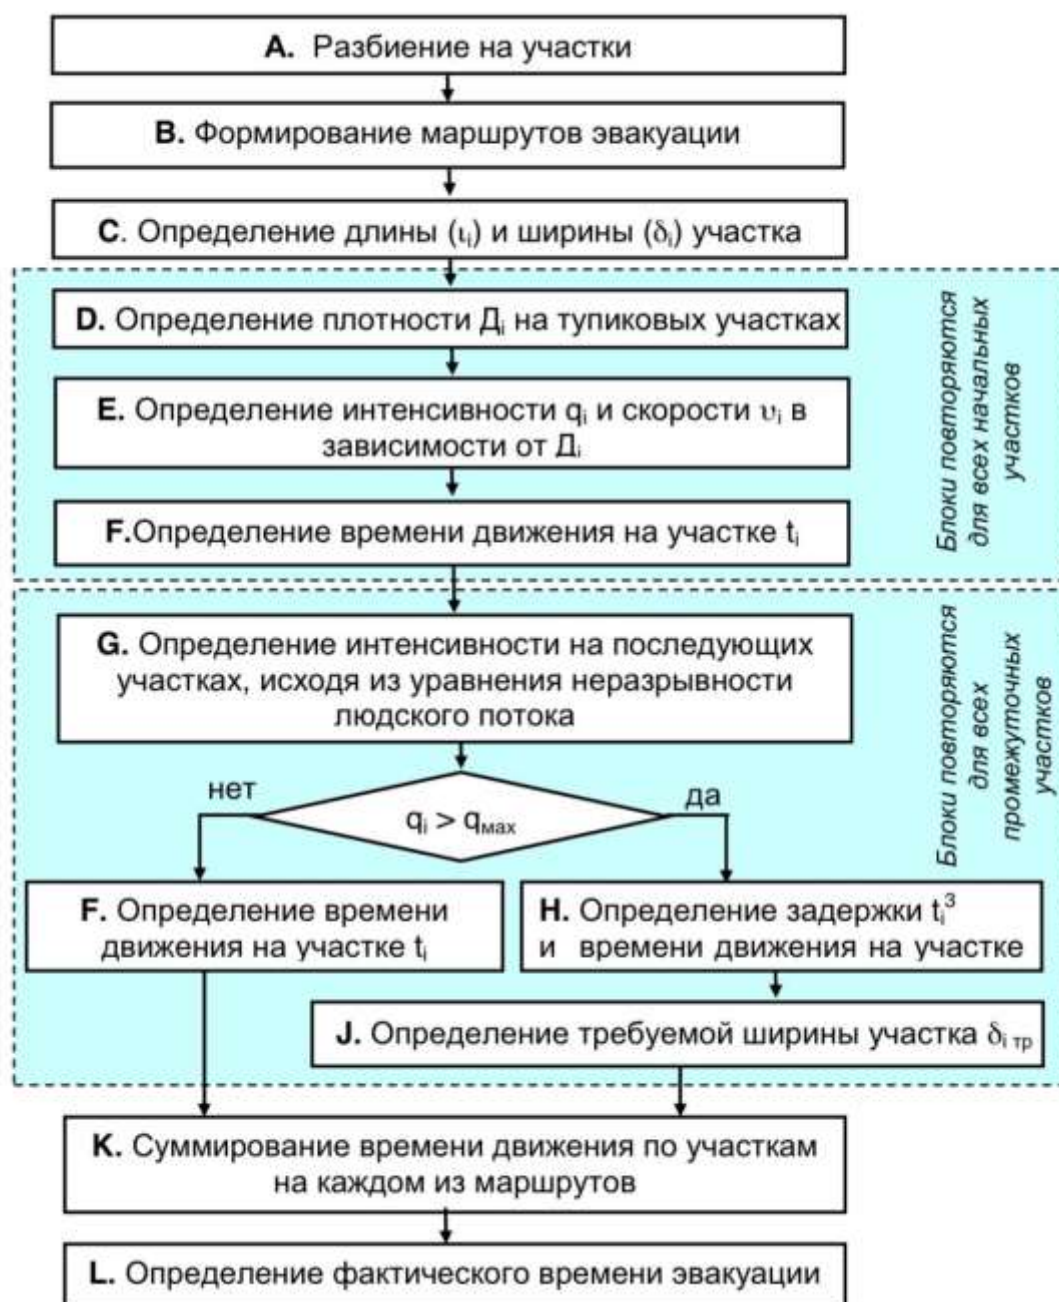 A. Разбиение на участки
B. Формирование маршрутов эвакуации
C. Определение длины (ιᵢ) и ширины (δᵢ) участка
D. Определение плотности Дᵢ на тупиковых участках
E. Определение интенсивности qᵢ и скорости υᵢ в
зависимости от Дᵢ
F.Определение времени движения на участке tᵢ
Блоки повторяются
для всех начальных
участков
G. Определение интенсивности на последующих
участках, исходя из уравнения неразрывности
людского потока
нет
qᵢ > qмах
да
F. Определение времени
движения на участке tᵢ
H. Определение задержки tᵢ³
и времени движения на участке
J. Определение требуемой ширины участка δᵢ тр
Блоки повторяются
для всех
промежуточных
участков
K. Суммирование времени движения по участкам
на каждом из маршрутов
L. Определение фактического времени эвакуации